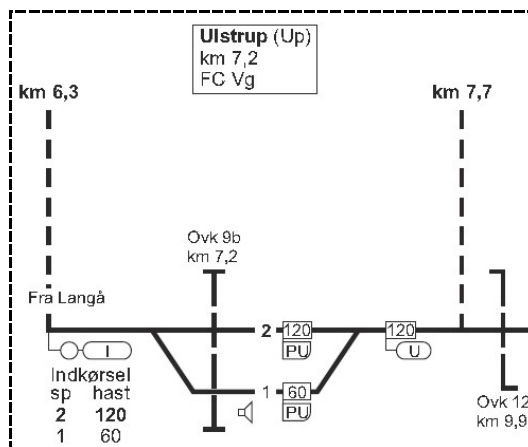 Ulstrup (Up)
km 7,2
FC Vg
km 6,3
km 7,7
Ovk 9b
km 7,2
Fra Langå
2 120 120
PU U
I
Indkørsel
sp hast
2 120
1 60
1 60
PU
Ovk 12
km 9,9